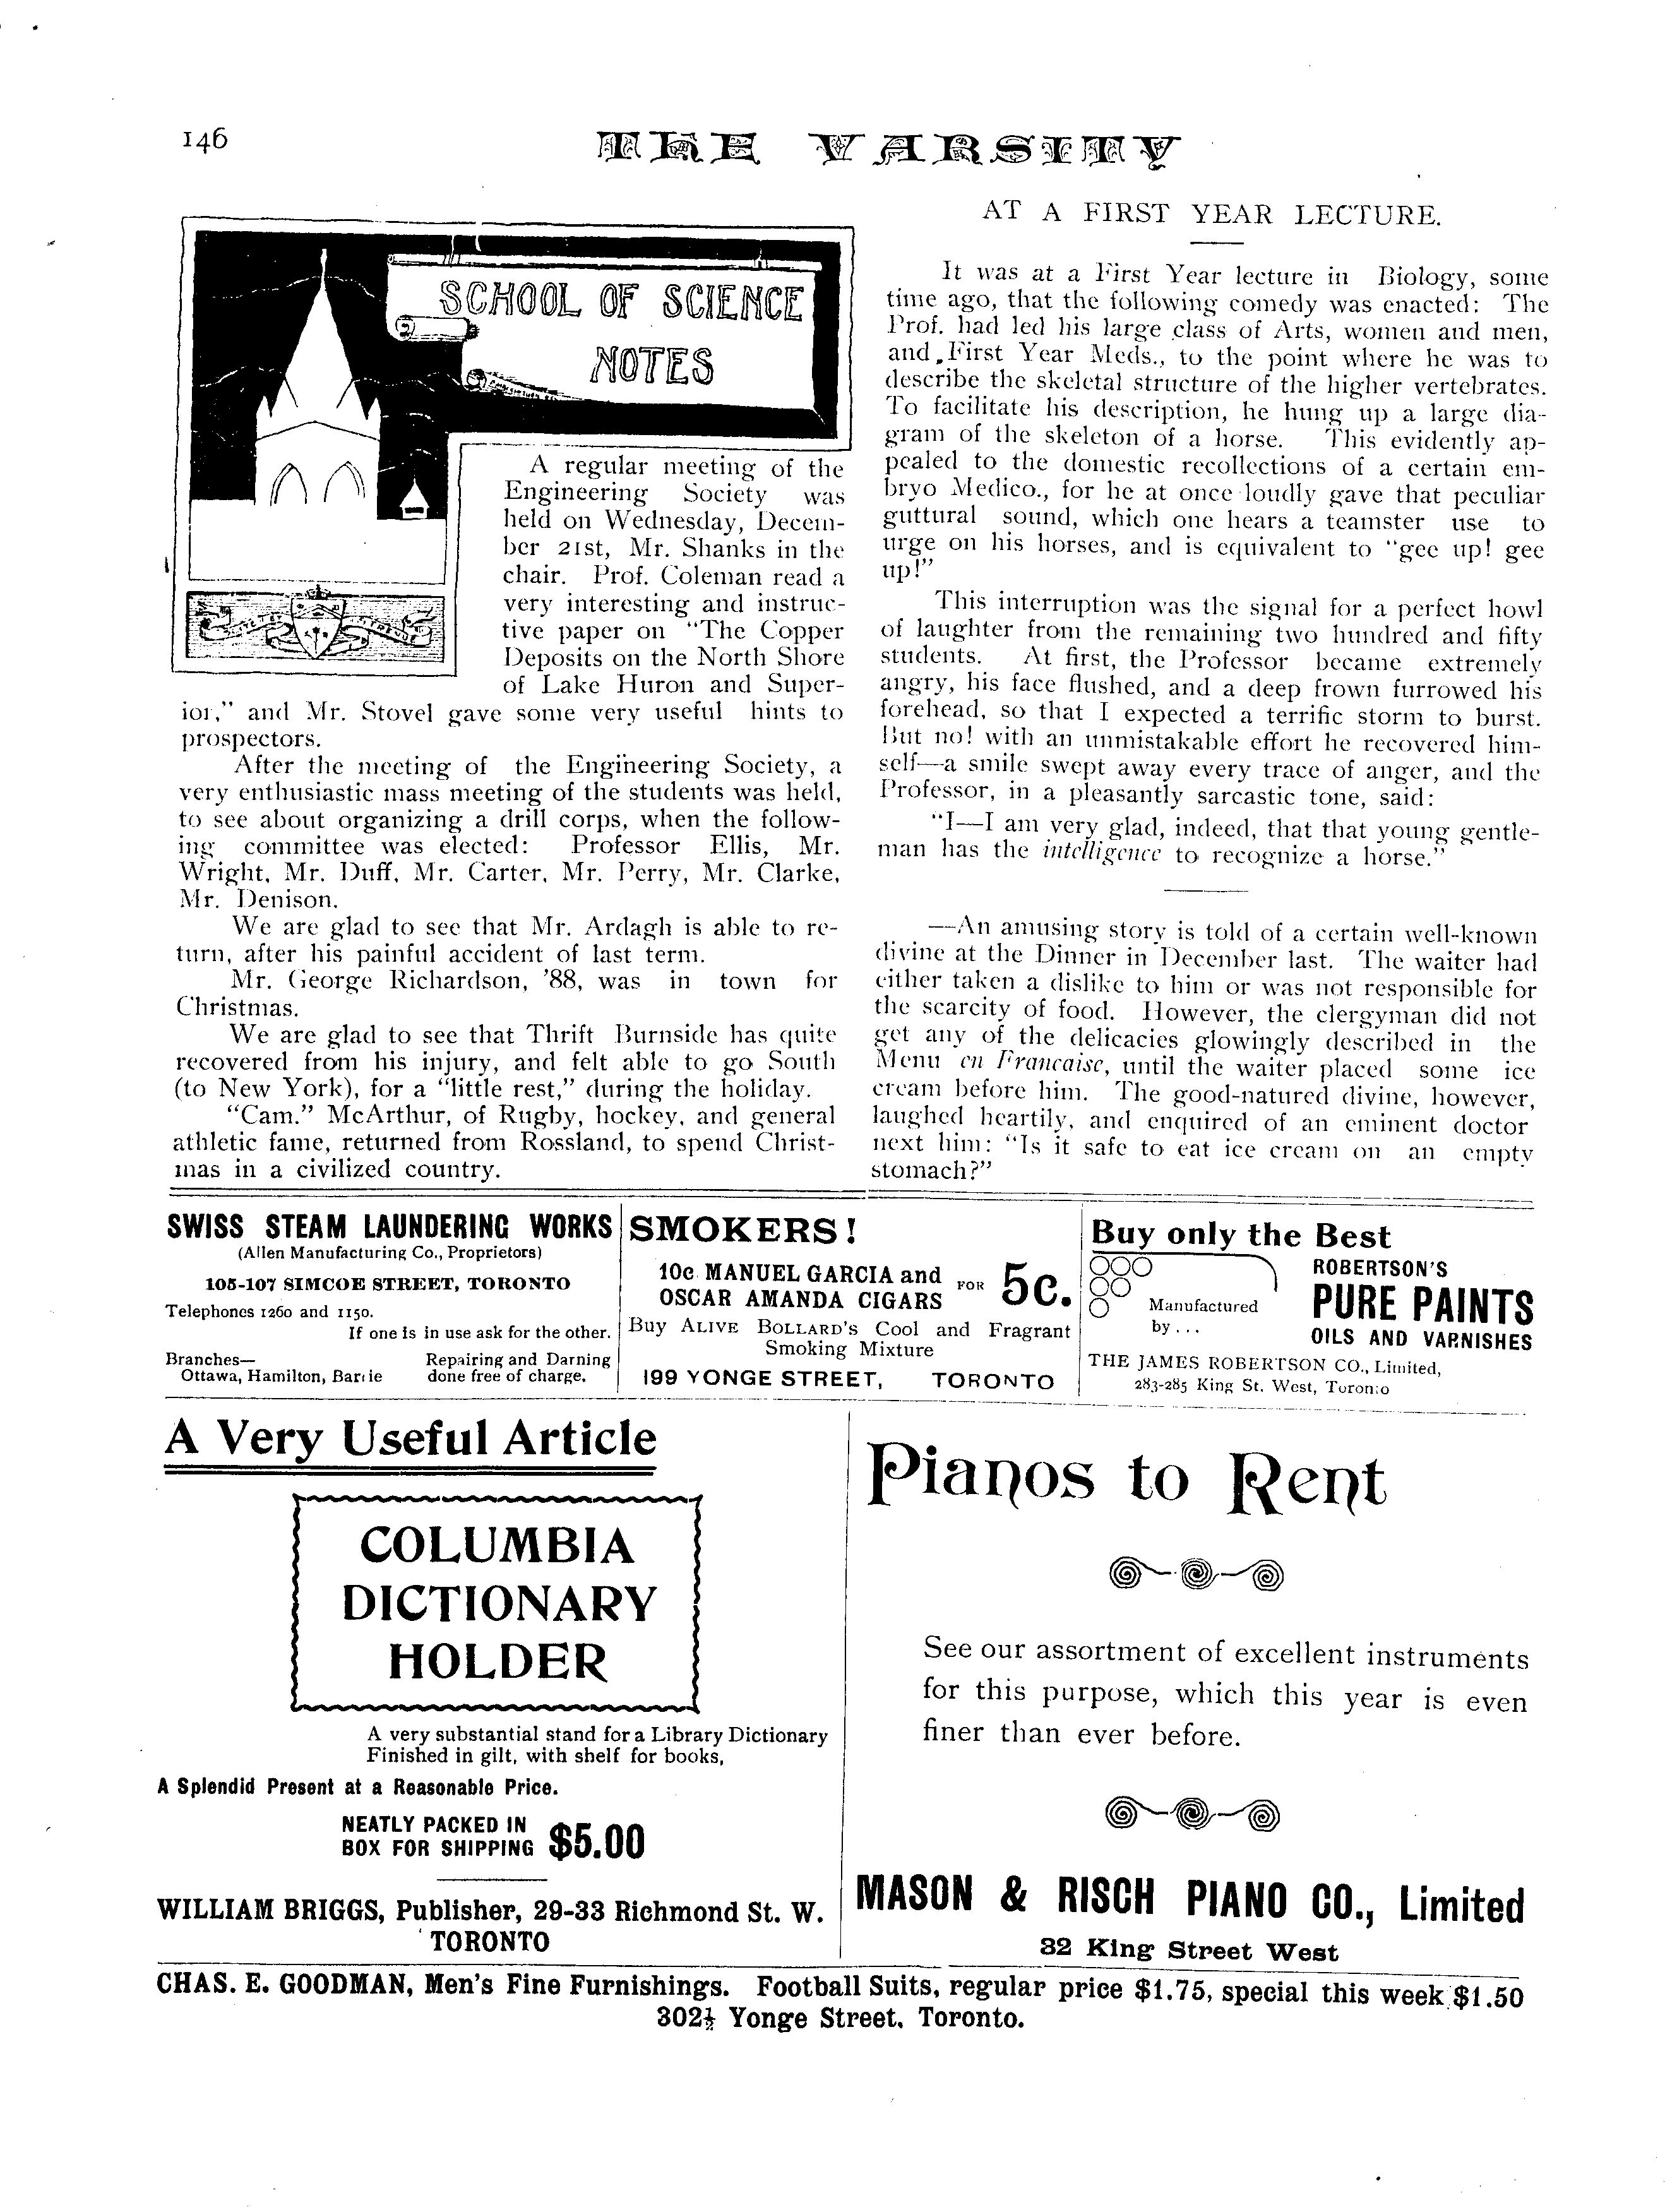 146
THE VARSITY
SCHOOL OF SCIENCE
NOTES
A regular meeting of the
Engineering Society was
held on Wednesday, Decem-
ber 21st, Mr. Shanks in the
chair. Prof. Coleman read a
very interesting and instruc-
tive paper on "The Copper
Deposits on the North Shore
of Lake Huron and Super-
ior," and Mr. Stovel gave some very useful hints to
prospectors.
After the meeting of the Engineering Society, a
very enthusiastic mass meeting of the students was held,
to see about organizing a drill corps, when the follow-
ing committee was elected: Professor Ellis, Mr.
Wright, Mr. Duff, Mr. Carter, Mr. Perry, Mr. Clarke,
Mr. Denison.
We are glad to see that Mr. Ardagh is able to re-
turn, after his painful accident of last term.
Mr. George Richardson, '88, was in town for
Christmas.
We are glad to see that Thrift Burnside has quite
recovered from his injury, and felt able to go South
(to New York), for a "little rest," during the holiday.
"Cam." McArthur, of Rugby, hockey, and general
athletic fame, returned from Rossland, to spend Christ-
mas in a civilized country.
AT A FIRST YEAR LECTURE.
It was at a First Year lecture in Biology, some
time ago, that the following comedy was enacted: The
Prof. had led his large class of Arts, women and men,
and First Year Meds., to the point where he was to
describe the skeletal structure of the higher vertebrates.
To facilitate his description, he hung up a large dia-
gram of the skeleton of a horse. This evidently ap-
pealed to the domestic recollections of a certain em-
bryo Medico., for he at once loudly gave that peculiar
guttural sound, which one hears a teamster use to
urge on his horses, and is equivalent to "gee up! gee
up!"
This interruption was the signal for a perfect howl
of laughter from the remaining two hundred and fifty
students. At first, the Professor became extremely
angry, his face flushed, and a deep frown furrowed his
forehead, so that I expected a terrific storm to burst.
But no! with an unmistakable effort he recovered him-
self—a smile swept away every trace of anger, and the
Professor, in a pleasantly sarcastic tone, said:
"I—I am very glad, indeed, that that young gentle-
man has the intelligence to recognize a horse."
—An amusing story is told of a certain well-known
divine at the Dinner in December last. The waiter had
either taken a dislike to him or was not responsible for
the scarcity of food. However, the clergyman did not
get any of the delicacies glowingly described in the
Menu en Francaise, until the waiter placed some ice
cream before him. The good-natured divine, however,
laughed heartily, and enquired of an eminent doctor
next him: "Is it safe to eat ice cream on an empty
stomach?"
SWISS STEAM LAUNDERING WORKS
(Allen Manufacturing Co., Proprietors)
105-107 SIMCOE STREET, TORONTO
Telephones 1260 and 1150.
If one is in use ask for the other.
Branches— Repairing and Darning
Ottawa, Hamilton, Barrie done free of charge.
SMOKERS!
10c MANUEL GARCIA and
OSCAR AMANDA CIGARS FOR 5c.
Buy ALIVE BOLLARD'S Cool and Fragrant
Smoking Mixture
199 YONGE STREET, TORONTO
Buy only the Best
ROBERTSON'S
Manufactured PURE PAINTS
by ... OILS AND VARNISHES
THE JAMES ROBERTSON CO., Limited,
283-285 King St. West, Toronto
A Very Useful Article
COLUMBIA
DICTIONARY
HOLDER
A very substantial stand for a Library Dictionary
Finished in gilt, with shelf for books,
A Splendid Present at a Reasonable Price.
NEATLY PACKED IN
BOX FOR SHIPPING $5.00
WILLIAM BRIGGS, Publisher, 29-33 Richmond St. W.
TORONTO
Pianos to Rent
See our assortment of excellent instruments
for this purpose, which this year is even
finer than ever before.
MASON & RISCH PIANO CO., Limited
32 King Street West
CHAS. E. GOODMAN, Men's Fine Furnishings. Football Suits, regular price $1.75, special this week $1.50
302½ Yonge Street, Toronto.